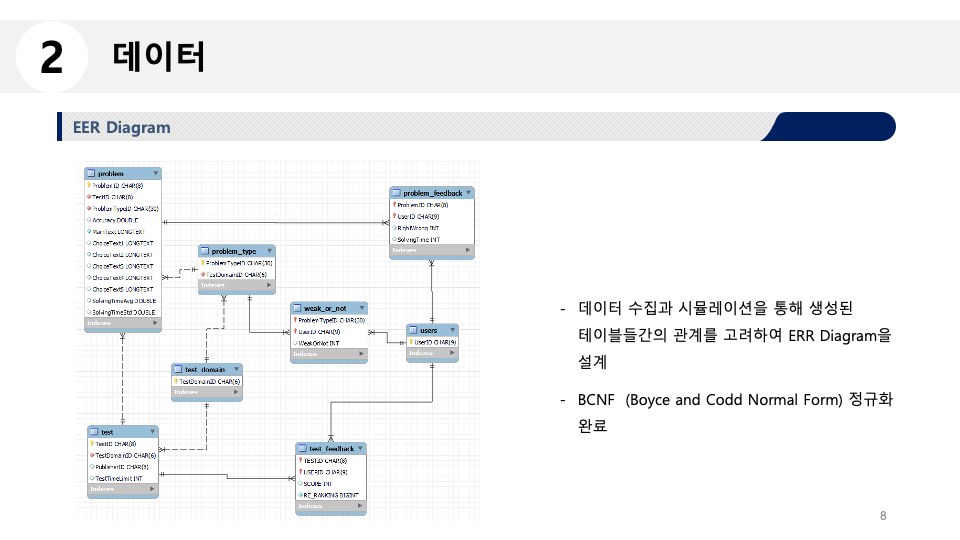 2
데이터
EER Diagram
problem
ProblemID CHAR(8)
TestID CHAR(8)
ProblemTypeID CHAR(30)
Accuracy DOUBLE
MainText LONGTEXT
ChoiceText1 LONGTEXT
ChoiceText2 LONGTEXT
ChoiceText3 LONGTEXT
ChoiceText4 LONGTEXT
ChoiceText5 LONGTEXT
SolvingTimeAvg DOUBLE
SolvingTimeStd DOUBLE
Indexes
problem_feedback
ProblemID CHAR(8)
UserID CHAR(9)
RightWrong INT
SolvingTime INT
Indexes
problem_type
ProblemTypeID CHAR(30)
TestDomainID CHAR(6)
Indexes
weak_or_not
ProblemTypeID CHAR(30)
UserID CHAR(9)
WeakOrNot INT
Indexes
users
UserID CHAR(9)
Indexes
test_domain
TestDomainID CHAR(6)
Indexes
test
TestID CHAR(8)
TestDomainID CHAR(6)
PublisherID CHAR(8)
TestTimeLimit INT
Indexes
test_feedback
TESTID CHAR(8)
USERID CHAR(9)
SCORE INT
RE_RANKING BIGINT
Indexes
- 데이터 수집과 시뮬레이션을 통해 생성된
테이블들간의 관계를 고려하여 ERR Diagram을
설계
- BCNF (Boyce and Codd Normal Form) 정규화
완료
8